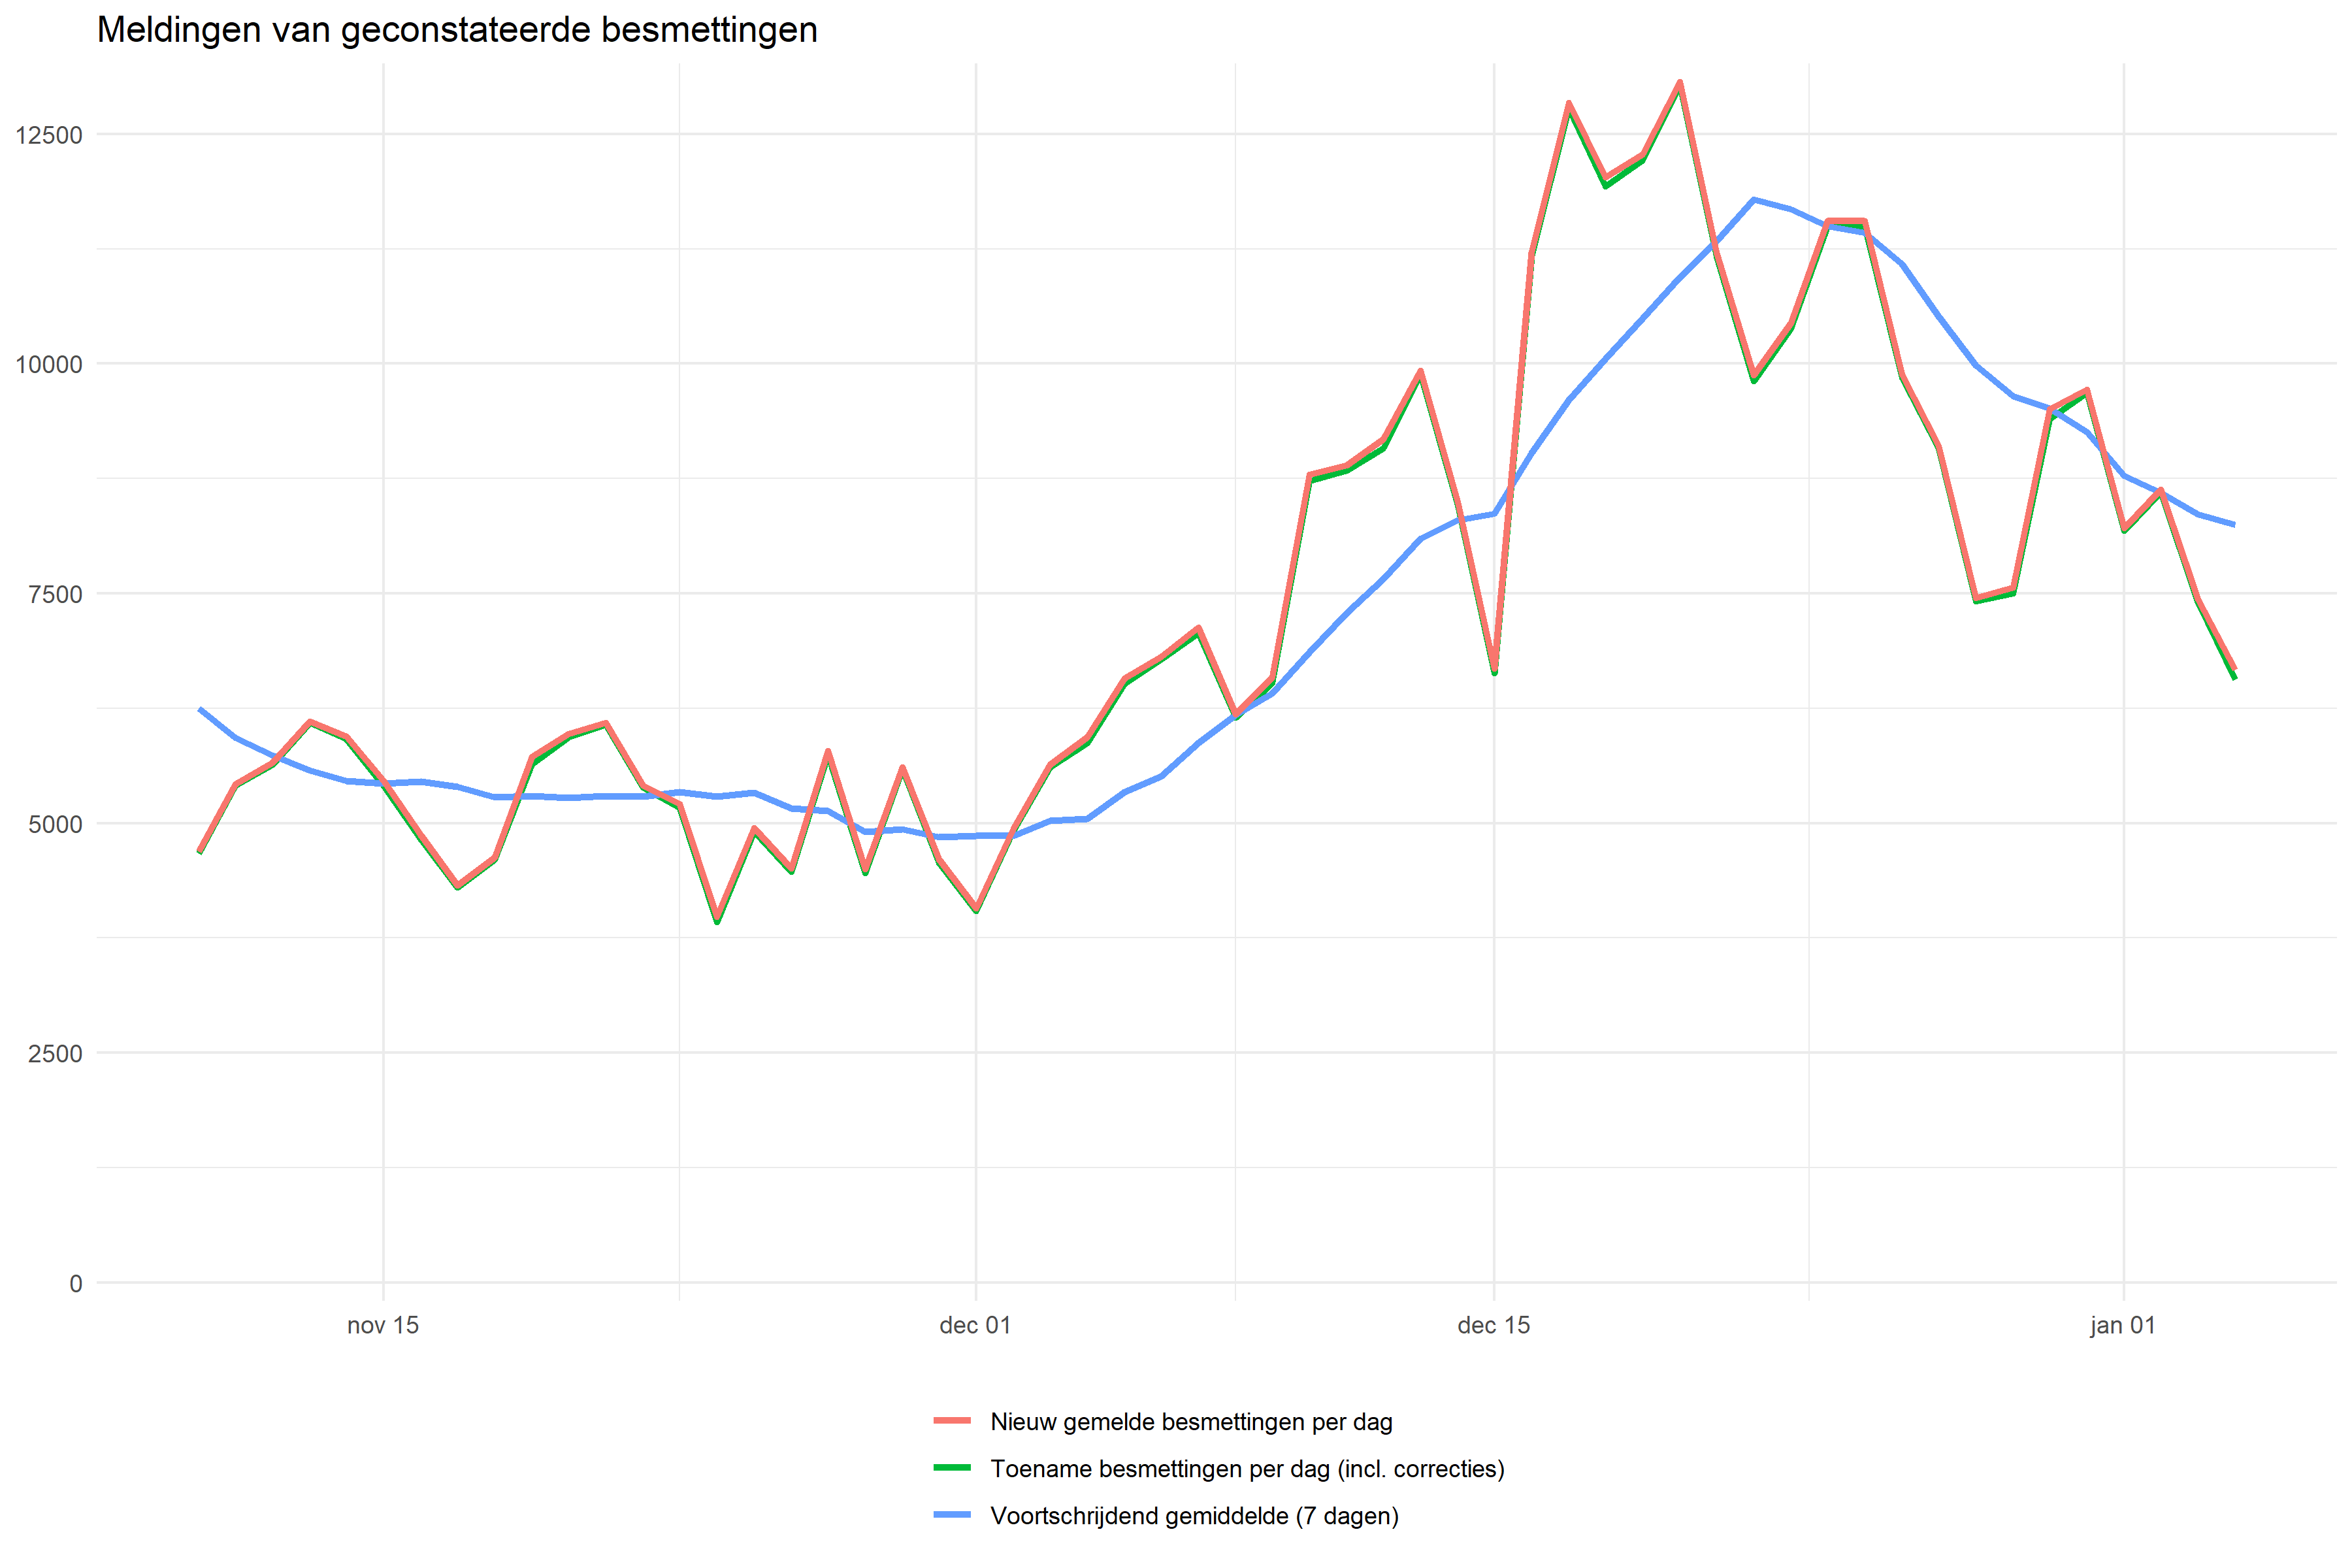 Meldingen van geconstateerde besmettingen
12500
10000
7500
5000
2500
0
nov 15 dec 01 dec 15 jan 01
Nieuw gemelde besmettingen per dag
Toename besmettingen per dag (incl. correcties)
Voortschrijdend gemiddelde (7 dagen)